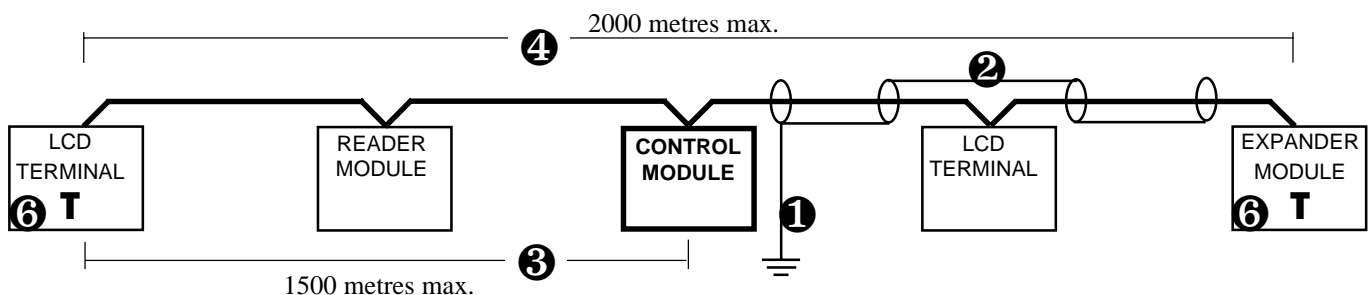 2000 metres max.
❹
❷
LCD
TERMINAL
❻ T
READER
MODULE
CONTROL
MODULE
❶
LCD
TERMINAL
EXPANDER
MODULE
❻ T
❸
1500 metres max.